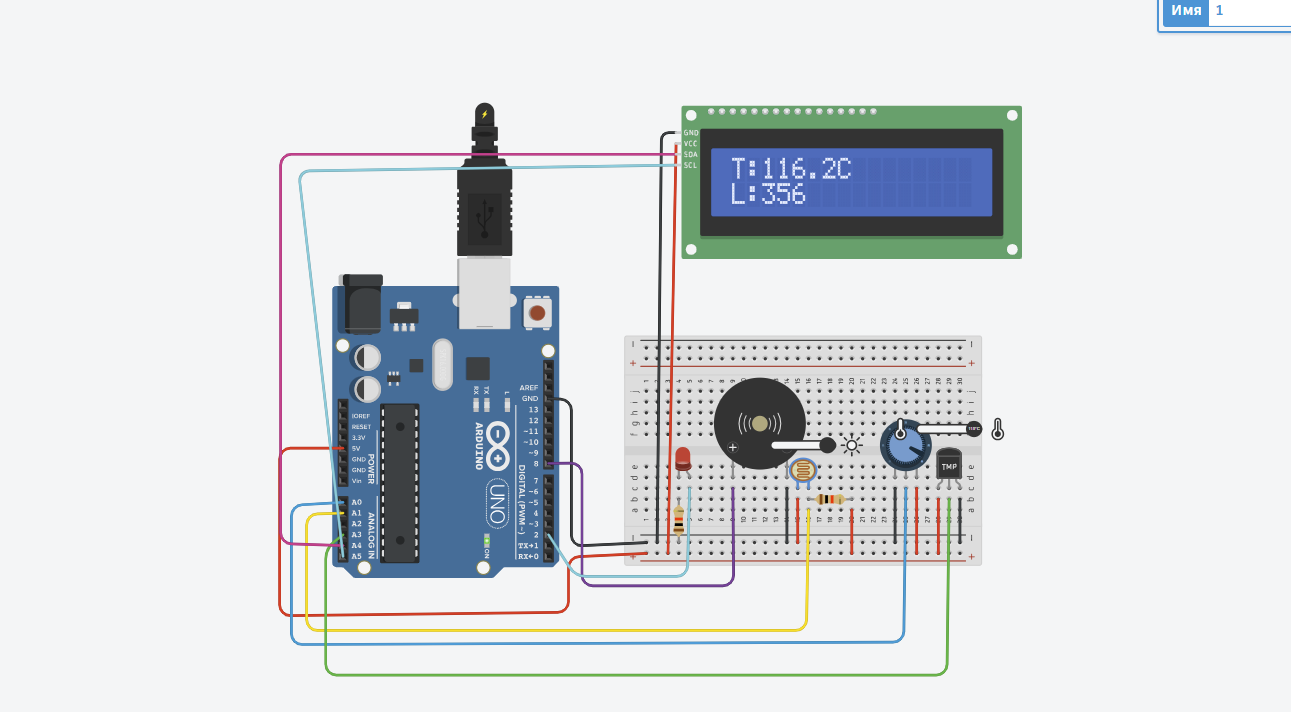 Имя 1
GND
VCC
SDA
SCL
T:116.2C
L:356
AREF
GND
13
12
~11
~10
~9
8
7
~6
~5
4
~3
2
TX→1
RX←0
IOREF
RESET
3.3V
5V
GND
GND
Vin
POWER
A0
A1
A2
A3
A4
A5
ANALOG IN
RX
TX
L
ARDUINO
UNO
DIGITAL (PWM~)
ON
TMP